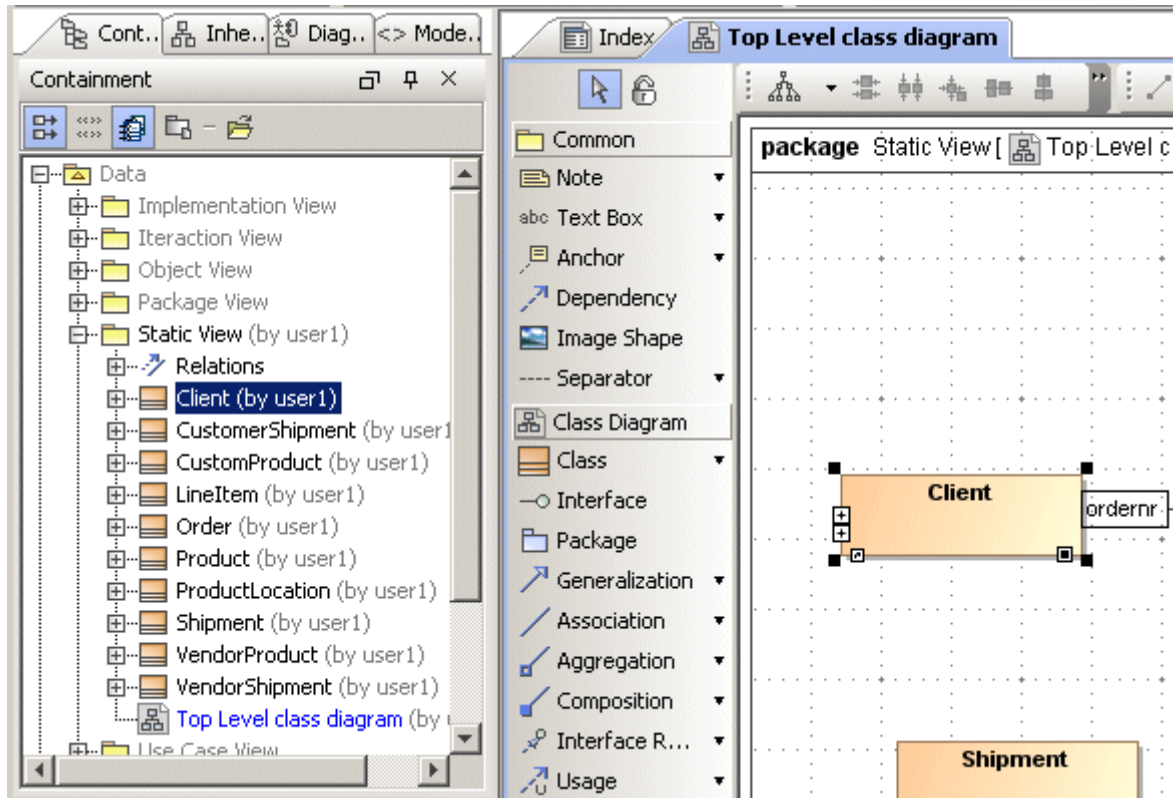 Cont..
Inhe..
Diag..
<> Mode..
Containment
Data
Implementation View
Iteraction View
Object View
Package View
Static View (by user1)
Relations
Client (by user1)
CustomerShipment (by user1
CustomProduct (by user1)
LineItem (by user1)
Order (by user1)
Product (by user1)
ProductLocation (by user1)
Shipment (by user1)
VendorProduct (by user1)
VendorShipment (by user1)
Top Level class diagram (by
Use Case View
Index
Top Level class diagram
Common
Note
abc Text Box
Anchor
Dependency
Image Shape
Separator
Class Diagram
Class
Interface
Package
Generalization
Association
Aggregation
Composition
Interface R...
Usage
package Static View [ Top Level c
Client
ordernr
Shipment